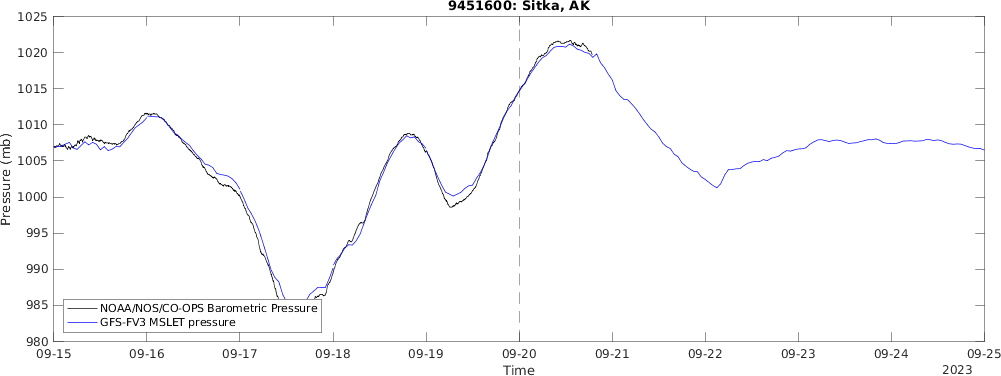 9451600: Sitka, AK
Pressure (mb)
1025
1020
1015
1010
1005
1000
995
990
985
980
NOAA/NOS/CO-OPS Barometric Pressure
GFS-FV3 MSLET pressure
09-15 09-16 09-17 09-18 09-19 09-20 09-21 09-22 09-23 09-24 09-25
Time
2023